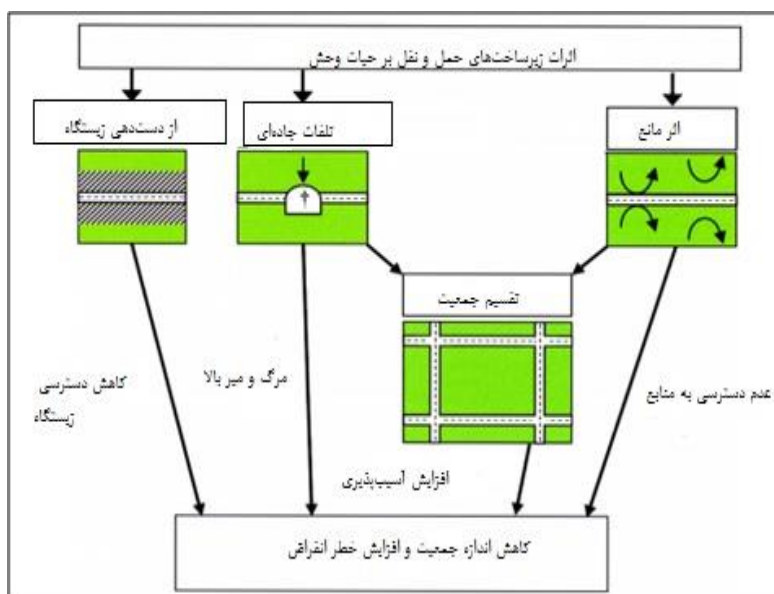 اثرات زیرساخت‌های حمل و نقل بر حیات وحش
اثر مانع
تلفات جاده‌ای
از دست‌دهی زیستگاه
تقسیم جمعیت
عدم دسترسی به منابع
مرگ و میر بالا
کاهش دسترسی
زیستگاه
افزایش آسیب‌پذیری
کاهش اندازه جمعیت و افزایش خطر انقراض